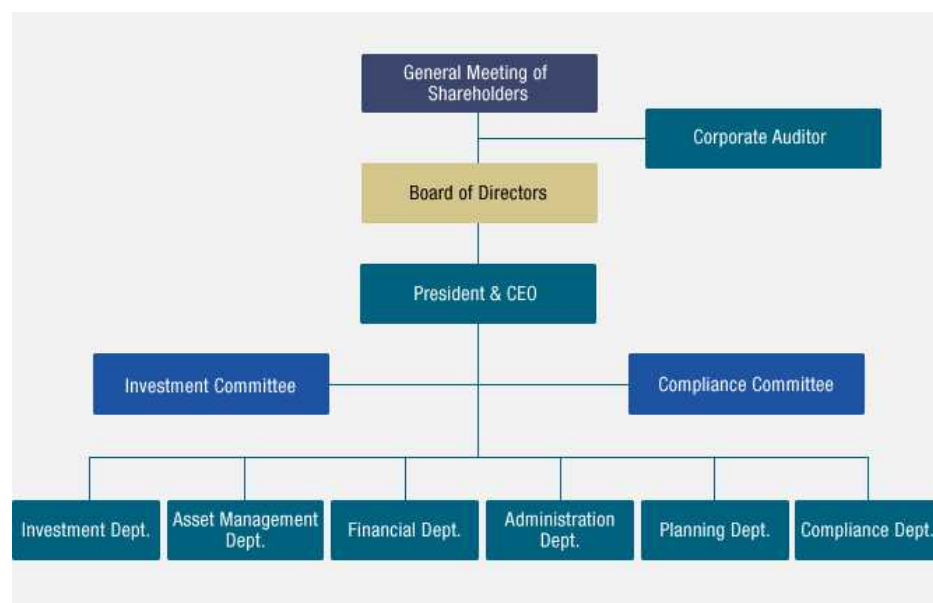 General Meeting of
Shareholders
Corporate Auditor
Board of Directors
President & CEO
Investment Committee
Compliance Committee
Investment Dept.
Asset Management
Dept.
Financial Dept.
Administration
Dept.
Planning Dept.
Compliance Dept.